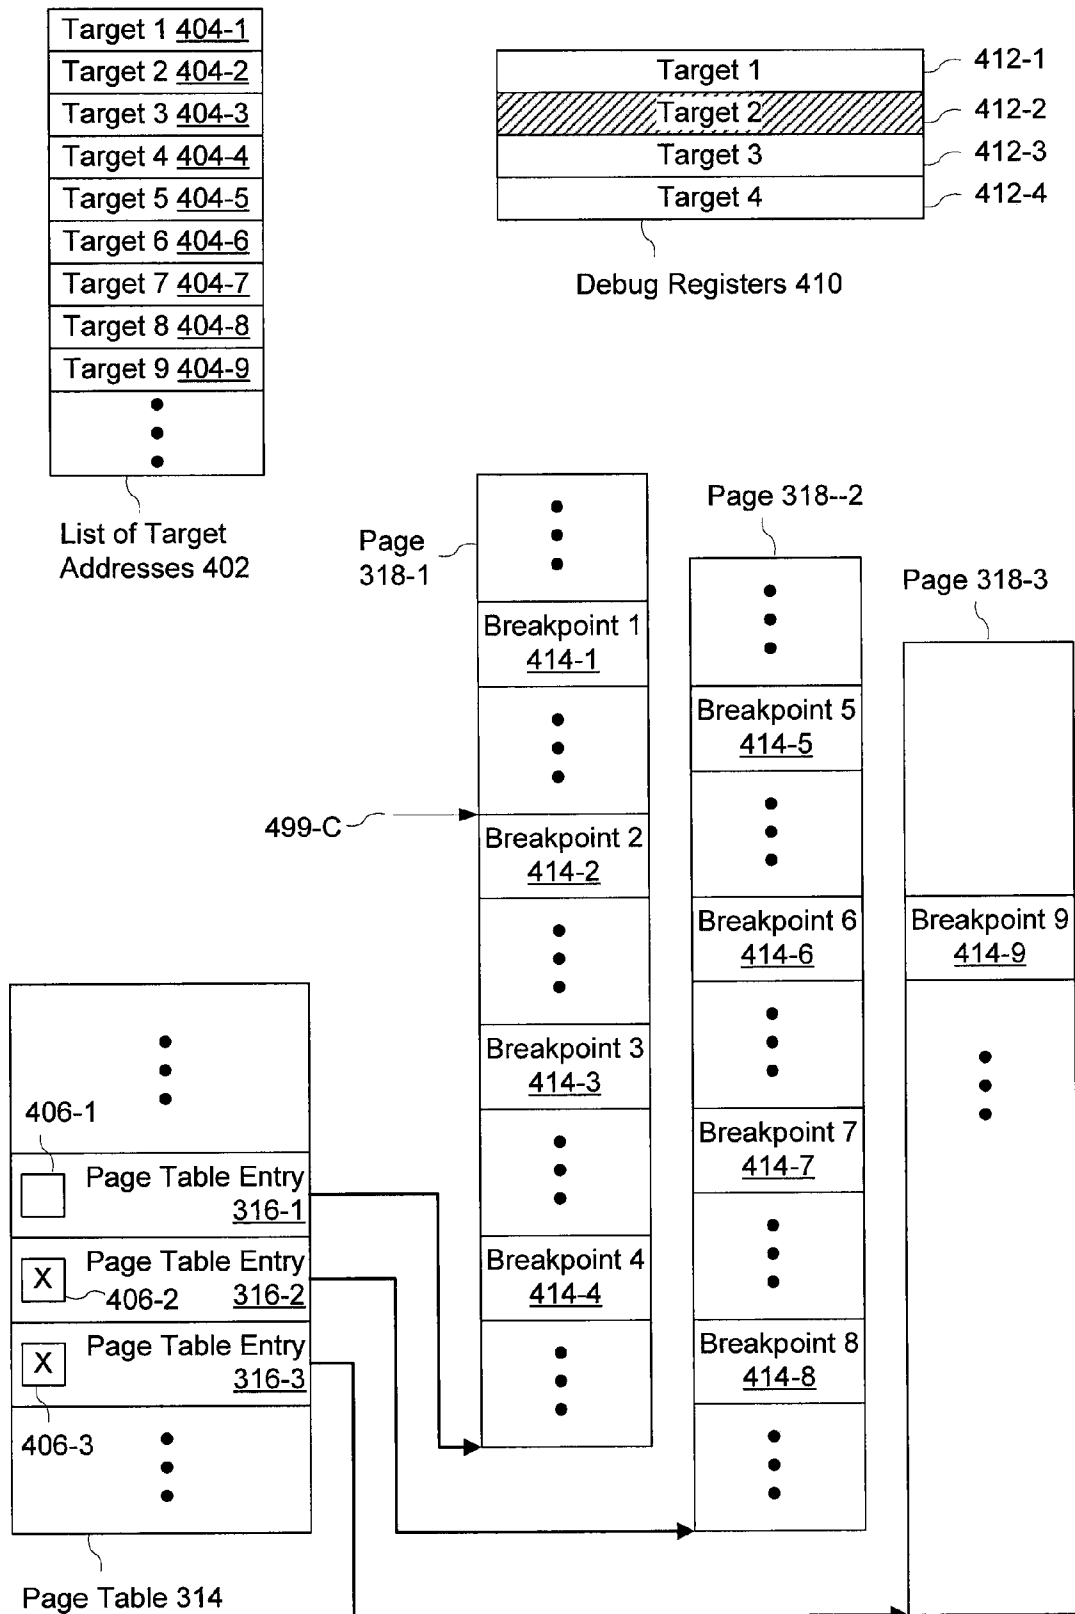 Target 1 404-1
Target 2 404-2
Target 3 404-3
Target 4 404-4
Target 5 404-5
Target 6 404-6
Target 7 404-7
Target 8 404-8
Target 9 404-9
List of Target
Addresses 402
Target 1
412-1
Target 2
412-2
Target 3
412-3
Target 4
412-4
Debug Registers 410
Page
318-1
Breakpoint 1
414-1
499-C
Breakpoint 2
414-2
Breakpoint 3
414-3
Breakpoint 4
414-4
Page 318--2
Breakpoint 5
414-5
Breakpoint 6
414-6
Breakpoint 7
414-7
Breakpoint 8
414-8
Page 318-3
Breakpoint 9
414-9
406-1
Page Table Entry
316-1
X
Page Table Entry
406-2
316-2
X
Page Table Entry
316-3
406-3
Page Table 314